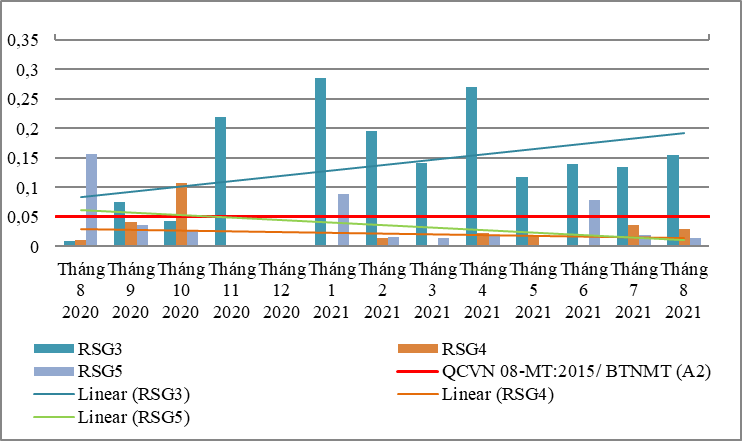 0,35
0,3
0,25
0,2
0,15
0,1
0,05
0
Tháng Tháng Tháng Tháng Tháng Tháng Tháng Tháng Tháng Tháng Tháng Tháng Tháng
8 9 10 11 12 1 2 3 4 5 6 7 8
2020 2020 2020 2020 2020 2021 2021 2021 2021 2021 2021 2021 2021
RSG3 RSG4
RSG5 QCVN 08-MT:2015/ BTNMT (A2)
Linear (RSG3) Linear (RSG4)
Linear (RSG5)